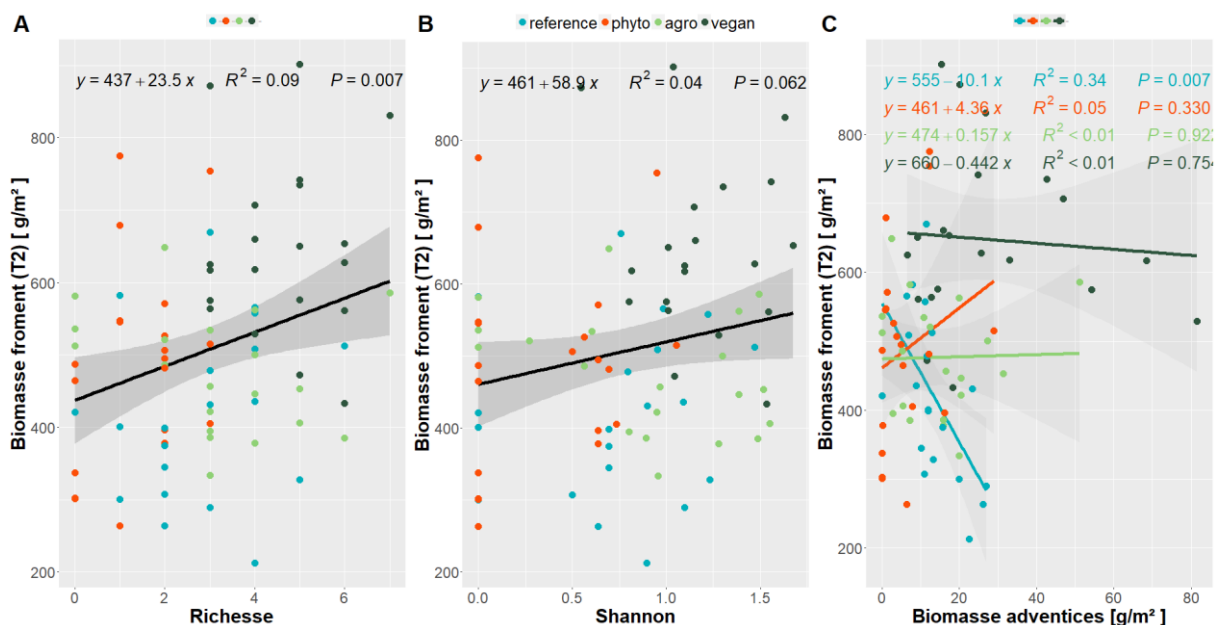 A
y = 437 + 23.5 x R² = 0.09 P = 0.007
Biomasse froment (T2) [ g/m² ]
800
600
400
200
0 2 4 6
Richesse
reference phyto agro vegan
B
y = 461 + 58.9 x R² = 0.04 P = 0.062
Biomasse froment (T2) [ g/m² ]
800
600
400
200
0.0 0.5 1.0 1.5
Shannon
C
y = 555 − 10.1 x R² = 0.34 P = 0.007
y = 461 + 4.36 x R² = 0.05 P = 0.330
y = 474 + 0.157 x R² < 0.01 P = 0.922
y = 660 − 0.442 x R² < 0.01 P = 0.754
Biomasse froment (T2) [ g/m² ]
800
600
400
200
0 20 40 60 80
Biomasse adventices [g/m² ]